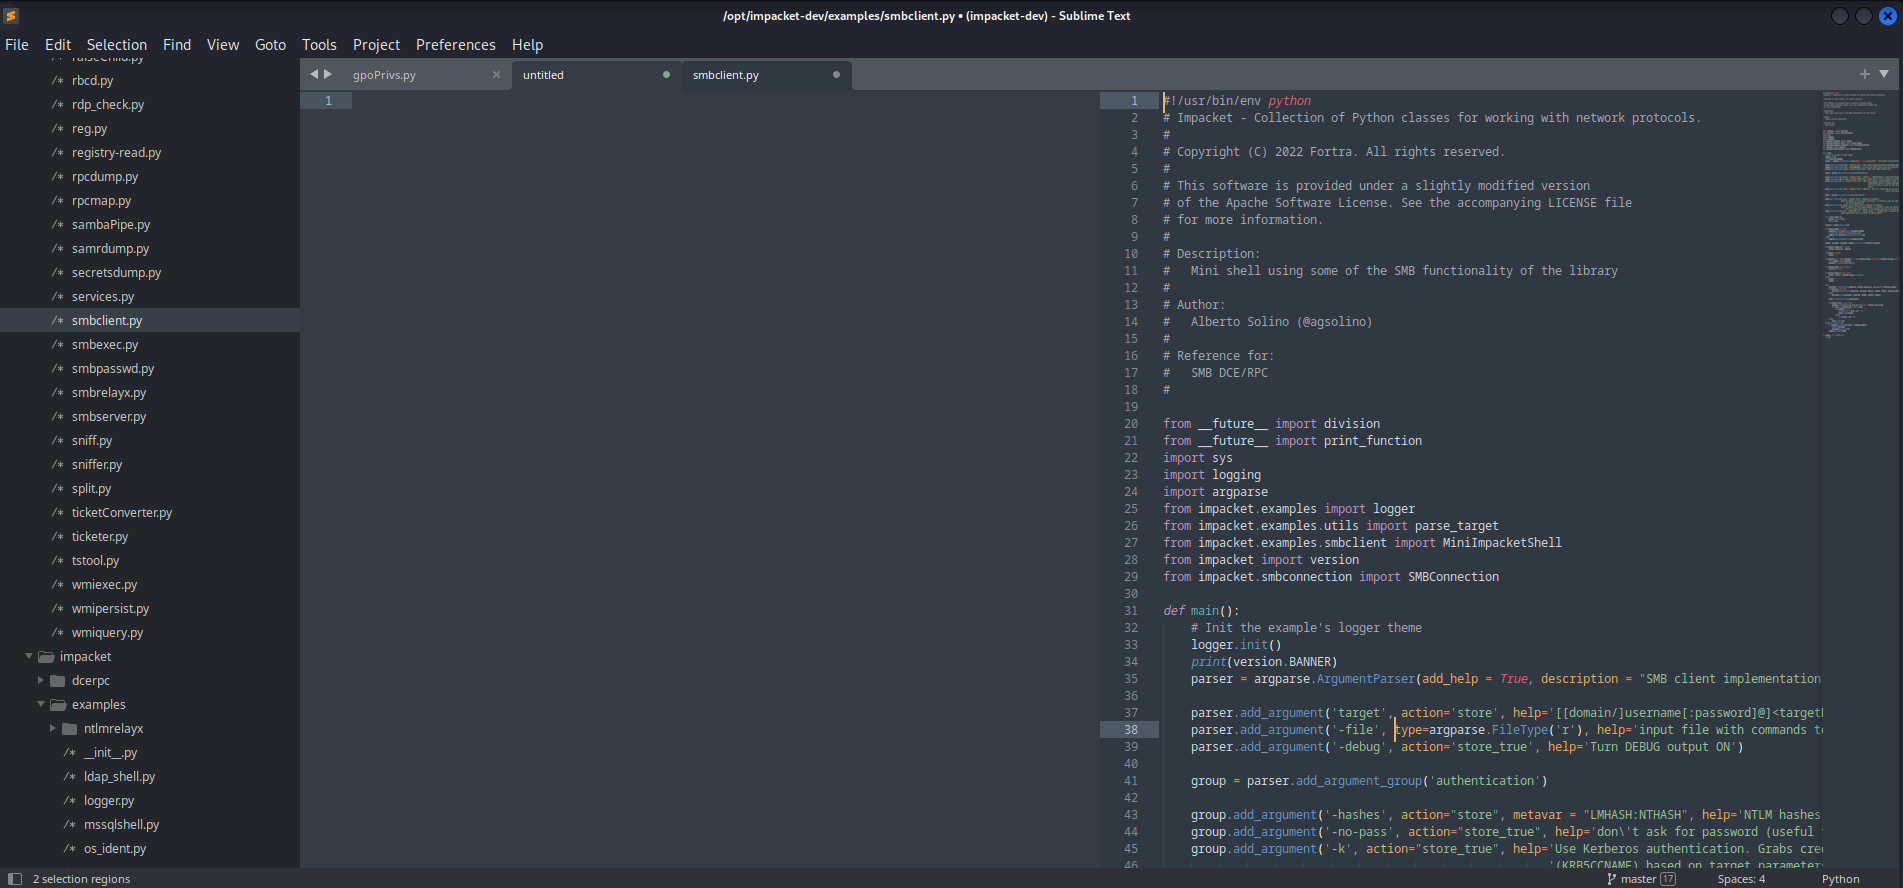 /opt/impacket-dev/examples/smbclient.py • (impacket-dev) - Sublime Text
File Edit Selection Find View Goto Tools Project Preferences Help
raiseChild.py
/* rbcd.py
/* rdp_check.py
/* reg.py
/* registry-read.py
/* rpcdump.py
/* rpcmap.py
/* sambaPipe.py
/* samrdump.py
/* secretsdump.py
/* services.py
/* smbclient.py
/* smbexec.py
/* smbpasswd.py
/* smbrelayx.py
/* smbserver.py
/* sniff.py
/* sniffer.py
/* split.py
/* ticketConverter.py
/* ticketer.py
/* tstool.py
/* wmiexec.py
/* wmipersist.py
/* wmiquery.py
impacket
dcerpc
examples
ntlmrelayx
/* __init__.py
/* ldap_shell.py
/* logger.py
/* mssqlshell.py
/* os_ident.py
gpoPrivs.py untitled smbclient.py
1
1 #!/usr/bin/env python
2 # Impacket - Collection of Python classes for working with network protocols.
3 #
4 # Copyright (C) 2022 Fortra. All rights reserved.
5 #
6 # This software is provided under a slightly modified version
7 # of the Apache Software License. See the accompanying LICENSE file
8 # for more information.
9 #
10 # Description:
11 #   Mini shell using some of the SMB functionality of the library
12 #
13 # Author:
14 #   Alberto Solino (@agsolino)
15 #
16 # Reference for:
17 #   SMB DCE/RPC
18 #
19
20 from __future__ import division
21 from __future__ import print_function
22 import sys
23 import logging
24 import argparse
25 from impacket.examples import logger
26 from impacket.examples.utils import parse_target
27 from impacket.examples.smbclient import MiniImpacketShell
28 from impacket import version
29 from impacket.smbconnection import SMBConnection
30
31 def main():
32     # Init the example's logger theme
33     logger.init()
34     print(version.BANNER)
35     parser = argparse.ArgumentParser(add_help = True, description = "SMB client implementation
36
37     parser.add_argument('target', action='store', help='[[domain/]username[:password]@]<target
38     parser.add_argument('-file', type=argparse.FileType('r'), help='input file with commands t
39     parser.add_argument('-debug', action='store_true', help='Turn DEBUG output ON')
40
41     group = parser.add_argument_group('authentication')
42
43     group.add_argument('-hashes', action="store", metavar = "LMHASH:NTHASH", help='NTLM hashes
44     group.add_argument('-no-pass', action="store_true", help='don\'t ask for password (useful
45     group.add_argument('-k', action="store_true", help='Use Kerberos authentication. Grabs cre
46 '(KRB5CCNAME) based on target parameter
2 selection regions master 17 Spaces: 4 Python